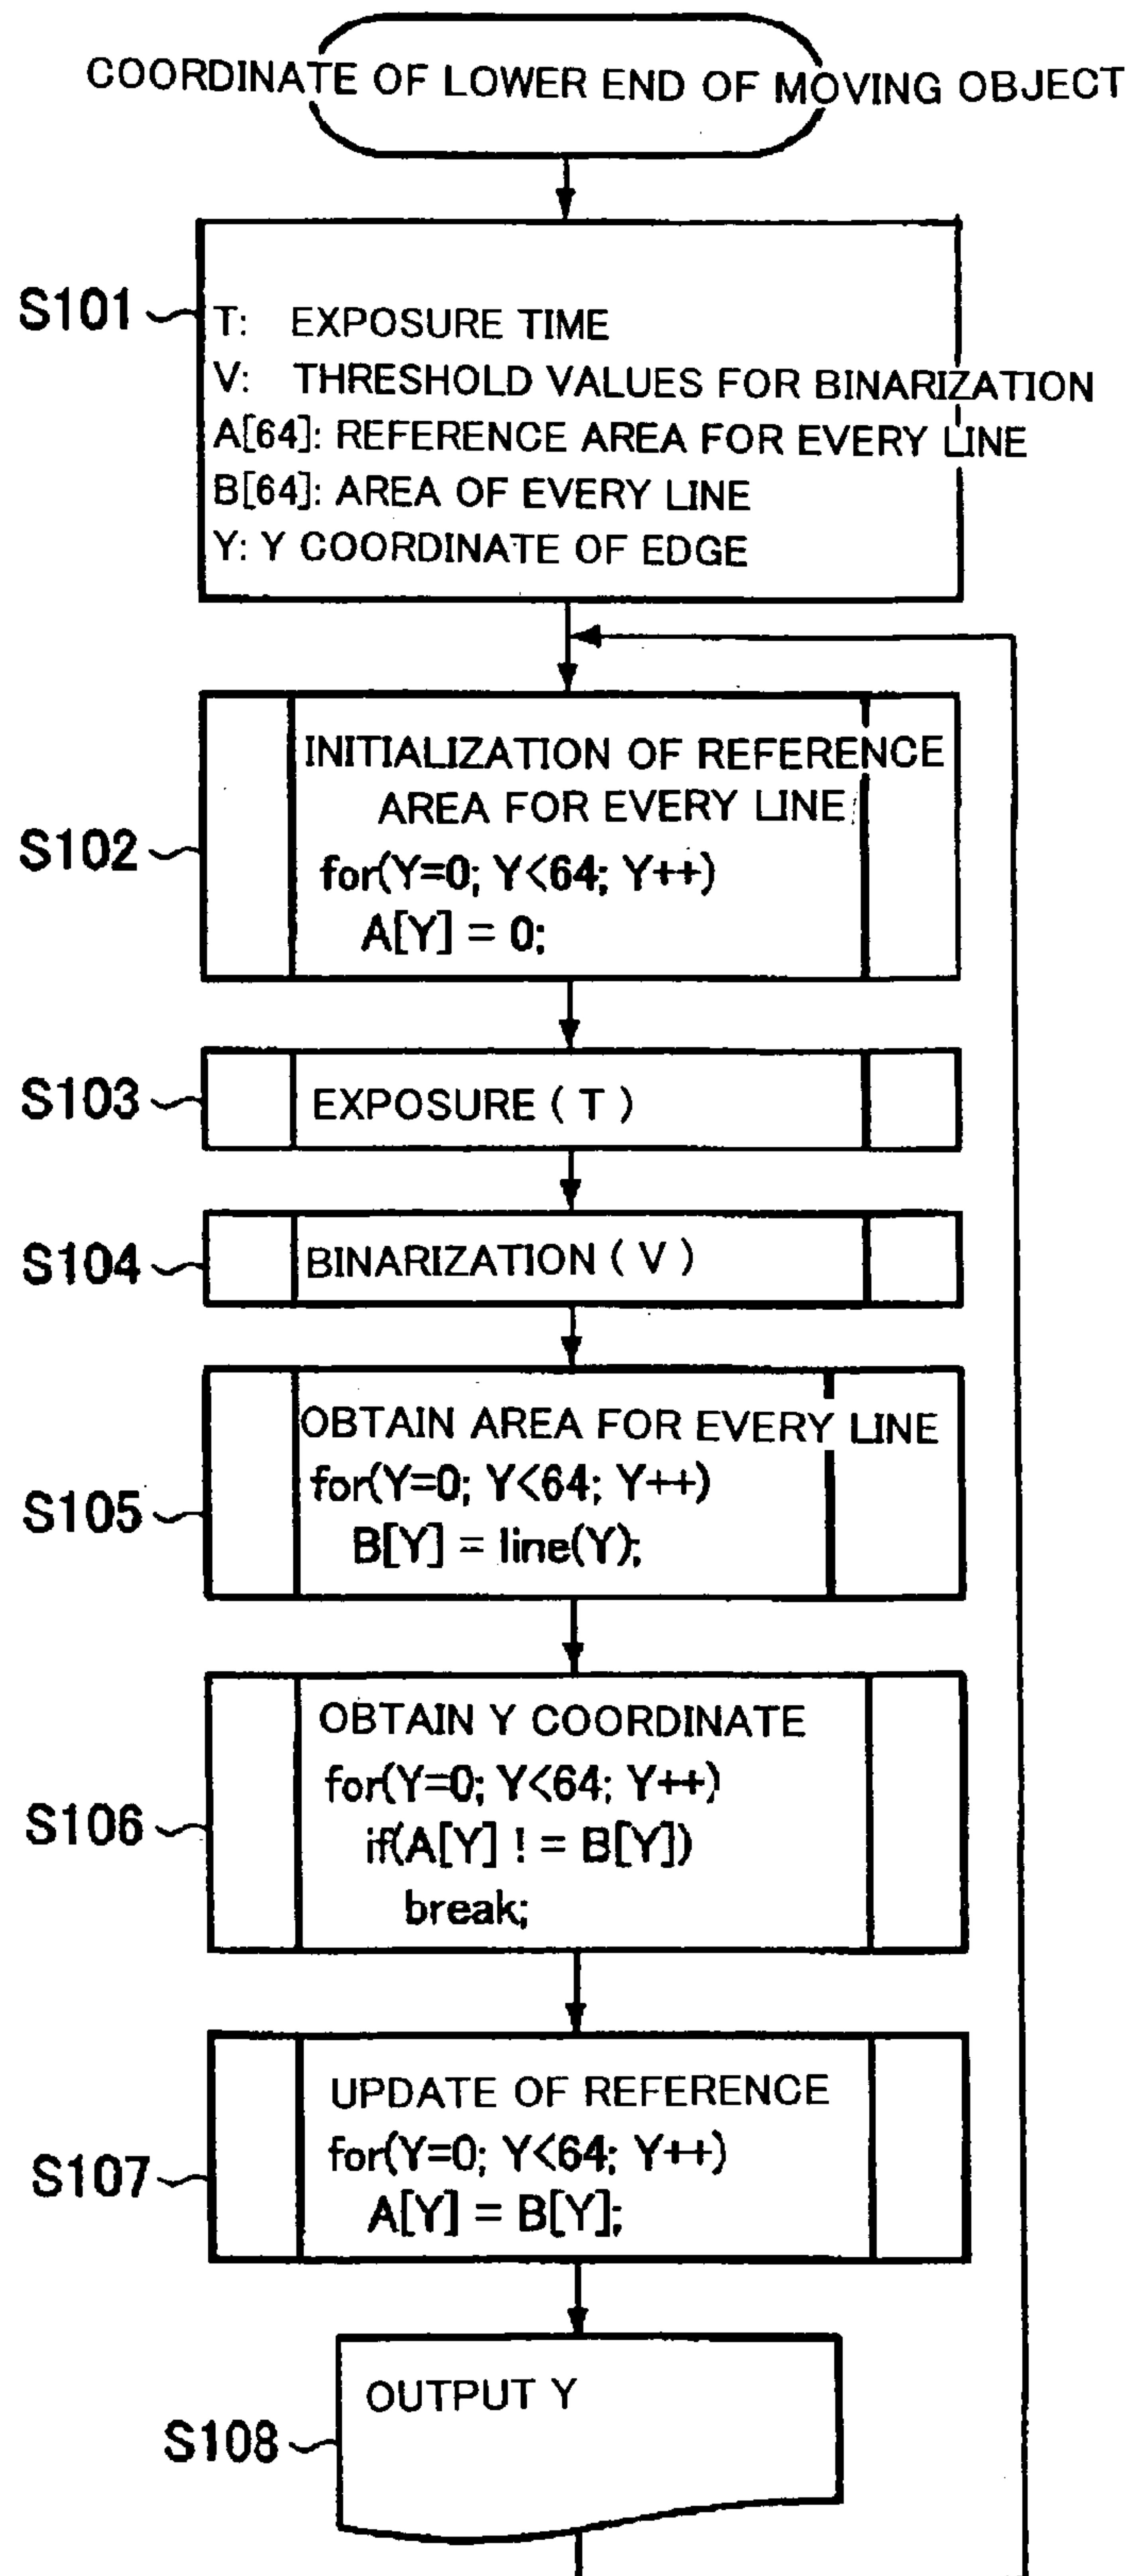 COORDINATE OF LOWER END OF MOVING OBJECT
S101
T: EXPOSURE TIME
V: THRESHOLD VALUES FOR BINARIZATION
A[64]: REFERENCE AREA FOR EVERY LINE
B[64]: AREA OF EVERY LINE
Y: Y COORDINATE OF EDGE
S102
INITIALIZATION OF REFERENCE
AREA FOR EVERY LINE
for(Y=0; Y<64; Y++)
A[Y] = 0;
S103
EXPOSURE ( T )
S104
BINARIZATION ( V )
S105
OBTAIN AREA FOR EVERY LINE
for(Y=0; Y<64; Y++)
B[Y] = line(Y);
S106
OBTAIN Y COORDINATE
for(Y=0; Y<64; Y++)
if(A[Y] ! = B[Y])
break;
S107
UPDATE OF REFERENCE
for(Y=0; Y<64; Y++)
A[Y] = B[Y];
S108
OUTPUT Y